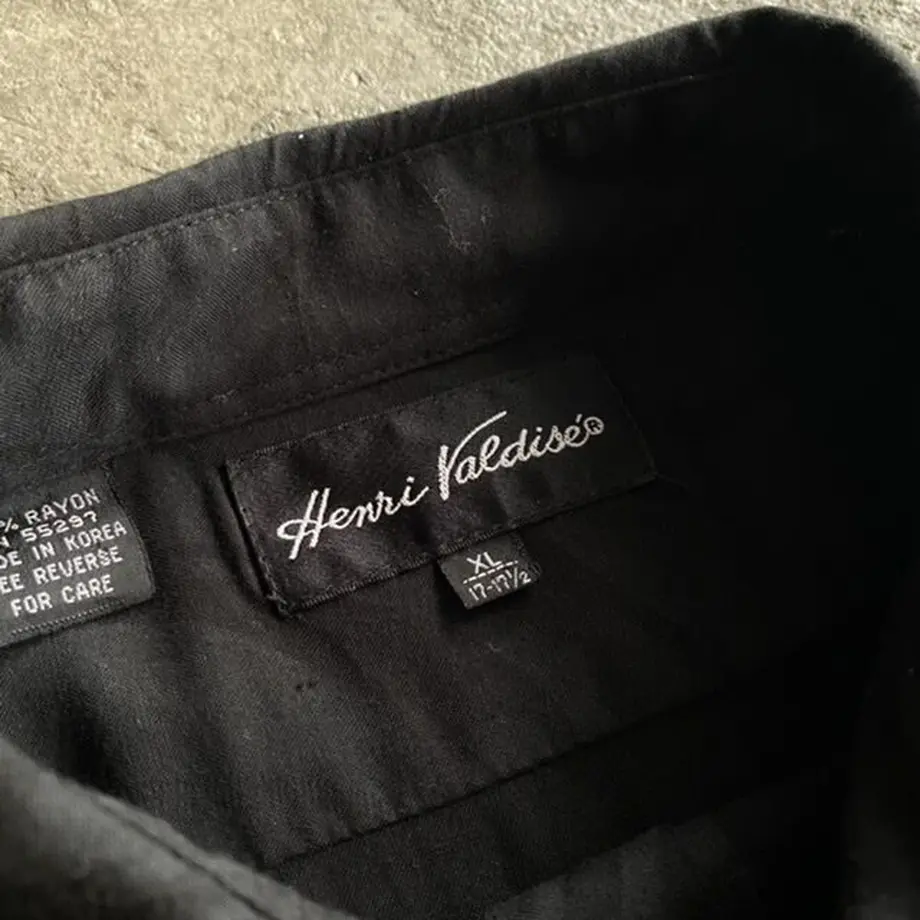 Henri Valdisé®
XL
17-17½
% RAYON
55297
DE IN KOREA
EE REVERSE
FOR CARE